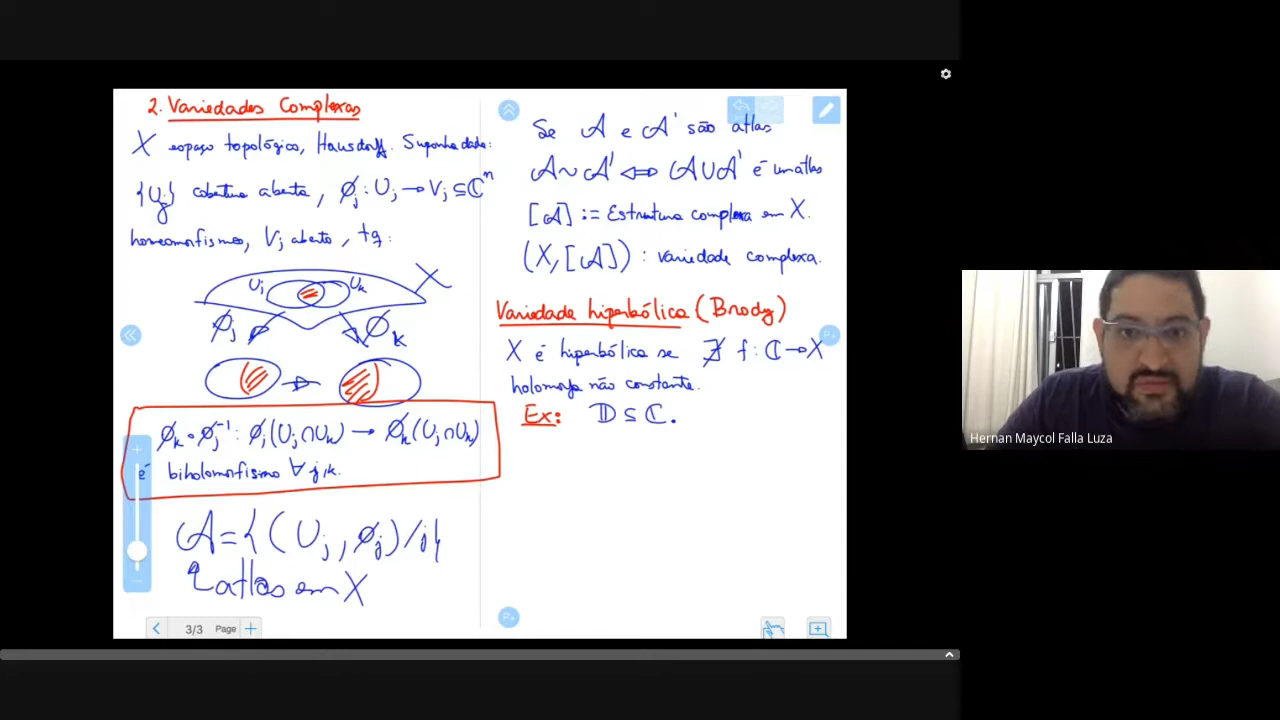 2. Variedades Complexas
X espaço topológico, Hausdorff. Suponha dada:
{Uj} cobertura aberta, ϕj : Uj → Vj ⊆ ℂⁿ
homeomorfismo, Vj aberto, tq:
X
Uj Uk
ϕj ϕk
ϕk ∘ ϕj⁻¹ : ϕj(Uj ∩ Uk) → ϕk(Uj ∩ Uk)
é biholomorfismo ∀ j,k.
𝒜 = {(Uj, ϕj) / j}
atlas em X
Se 𝒜 e 𝒜' são atlas
𝒜 ~ 𝒜' ⟺ 𝒜 ∪ 𝒜' é um atlas
[𝒜] := Estrutura complexa em X.
(X, [𝒜]) : variedade complexa.
Variedade hiperbólica (Brody)
X é hiperbólica se ∄ f : ℂ → X
holomorfa não constante.
Ex: 𝔻 ⊆ ℂ.
3/3 Page
Hernan Maycol Falla Luza